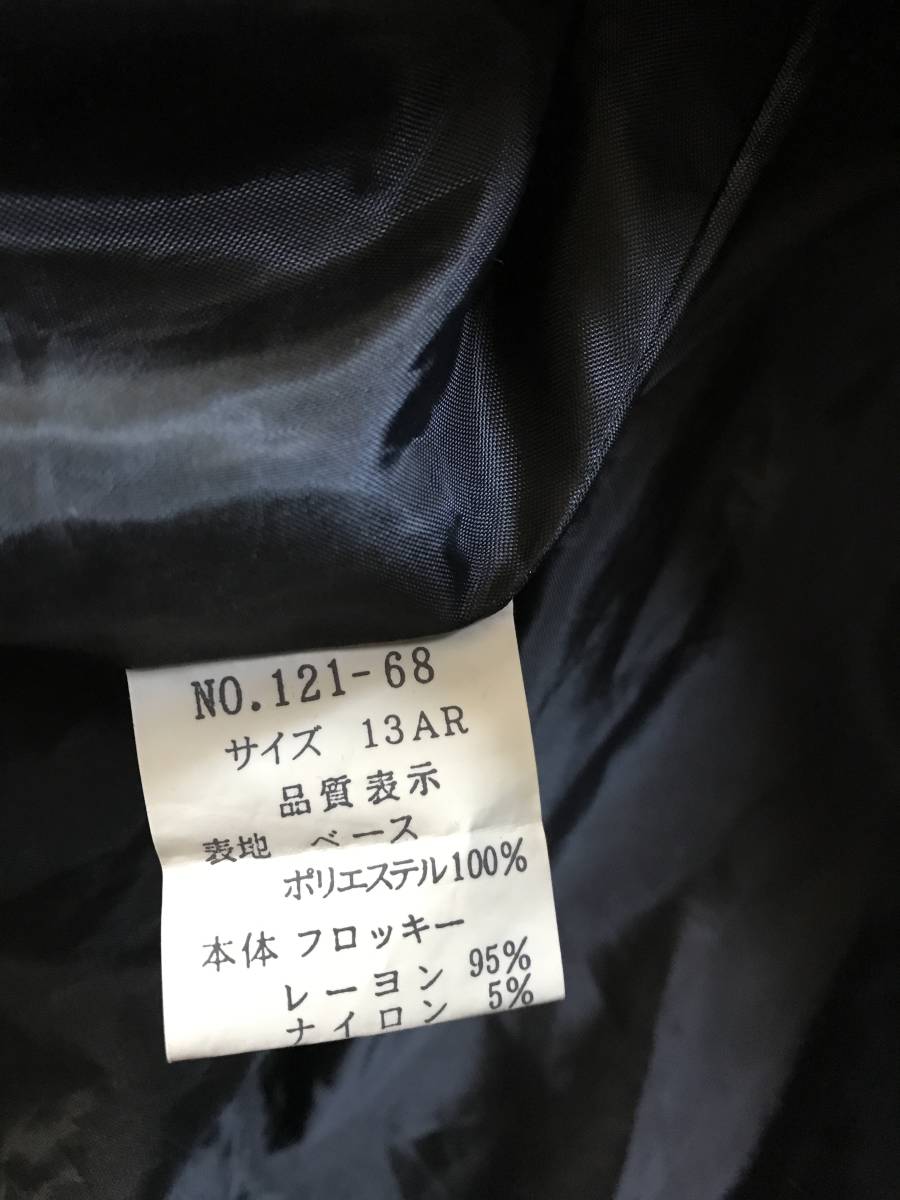 NO.121-68
サイズ 13AR
品質表示
表地 ベース
ポリエステル100%
本体 フロッキー
レーヨン 95%
ナイロン 5%